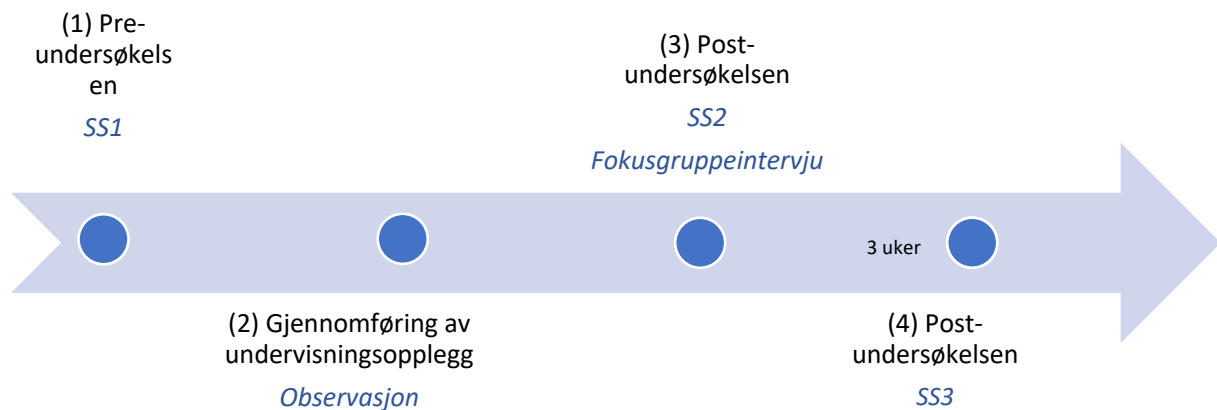 (1) Pre-
undersøkels
en
SS1
(2) Gjennomføring av
undervisningsopplegg
Observasjon
(3) Post-
undersøkelsen
SS2
Fokusgruppeintervju
3 uker
(4) Post-
undersøkelsen
SS3